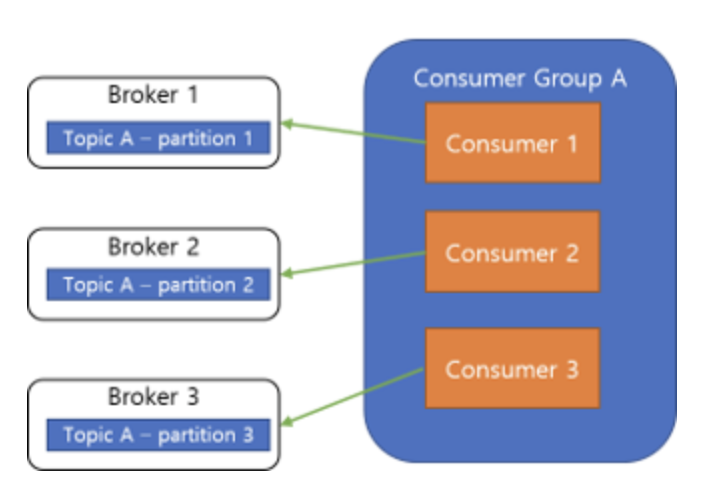 Broker 1
Topic A – partition 1
Broker 2
Topic A – partition 2
Broker 3
Topic A – partition 3
Consumer Group A
Consumer 1
Consumer 2
Consumer 3